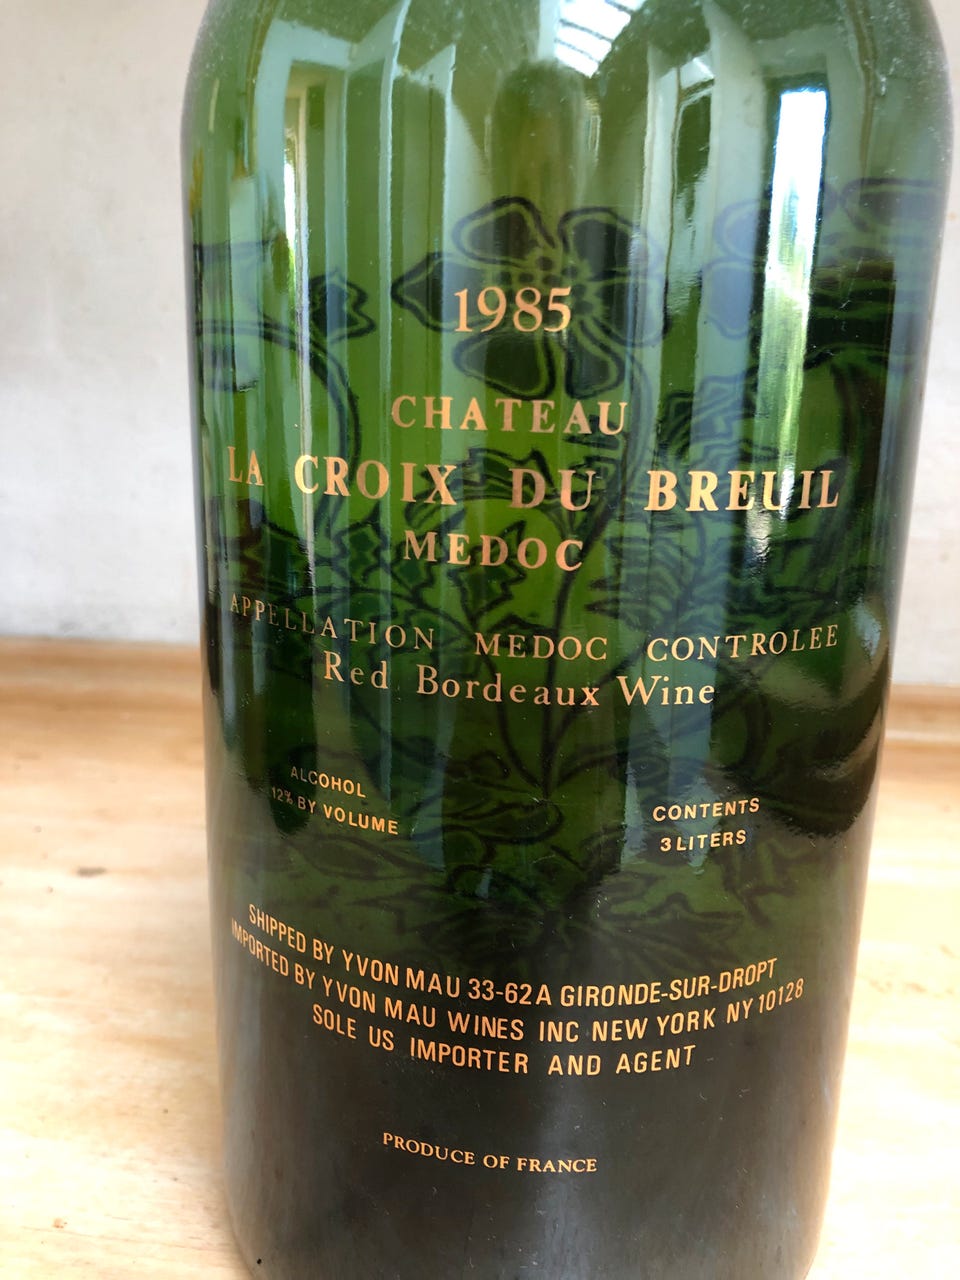 1985
CHATEAU
LA CROIX DU BREUIL
MEDOC
APPELLATION MEDOC CONTROLEE
Red Bordeaux Wine
ALCOHOL
12% BY VOLUME
CONTENTS
3 LITERS
SHIPPED BY YVON MAU 33-62A GIRONDE-SUR-DROPT
IMPORTED BY YVON MAU WINES INC NEW YORK NY 10128
SOLE US IMPORTER AND AGENT
PRODUCE OF FRANCE